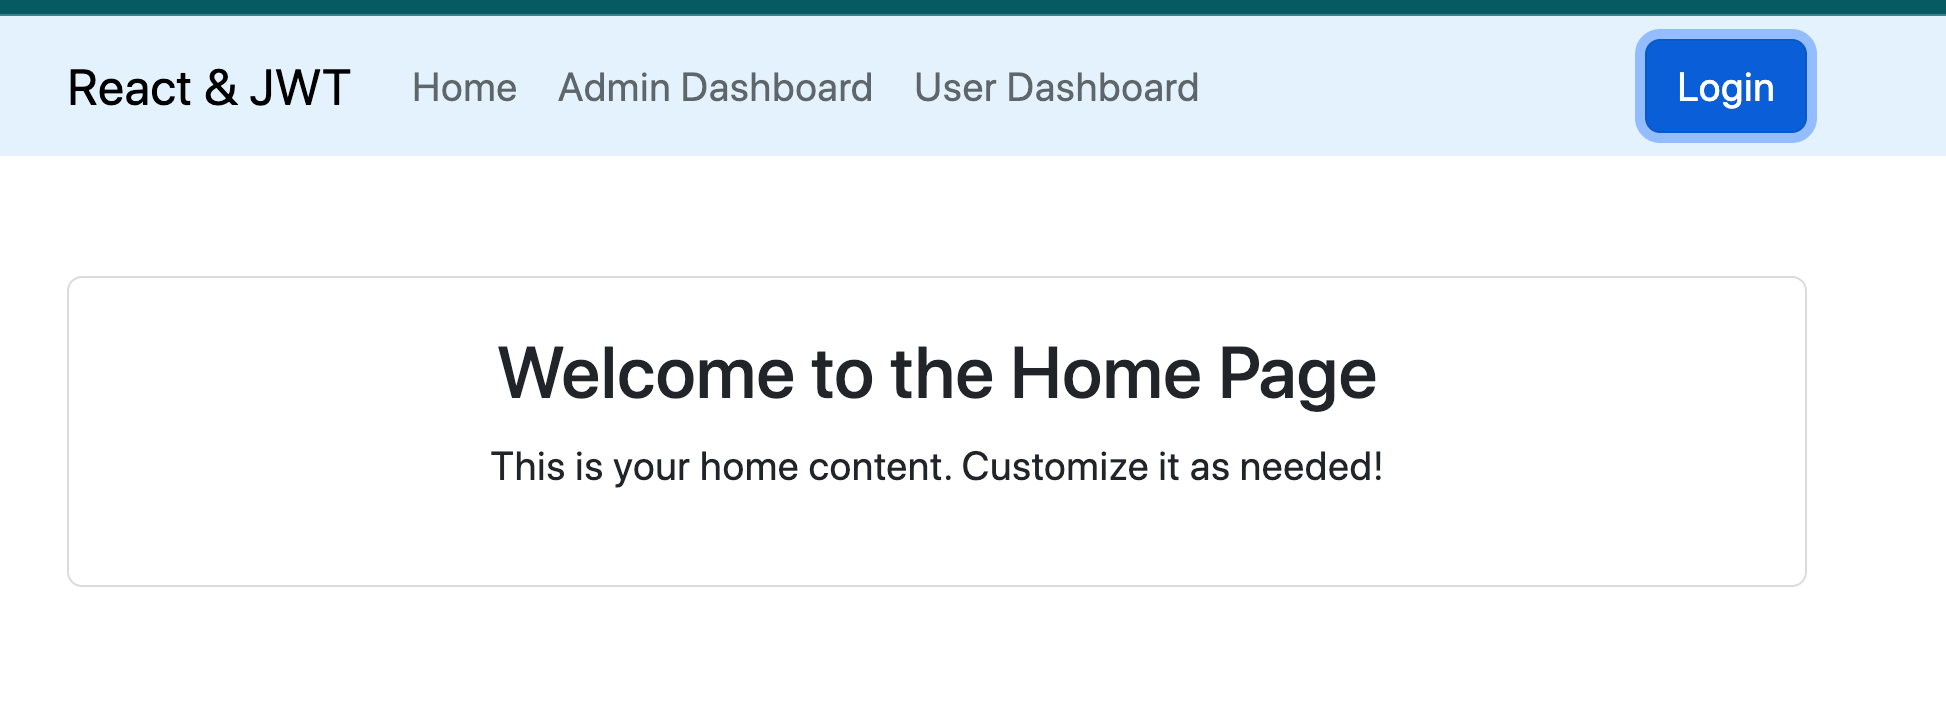 React & JWT Home Admin Dashboard User Dashboard Login
Welcome to the Home Page
This is your home content. Customize it as needed!